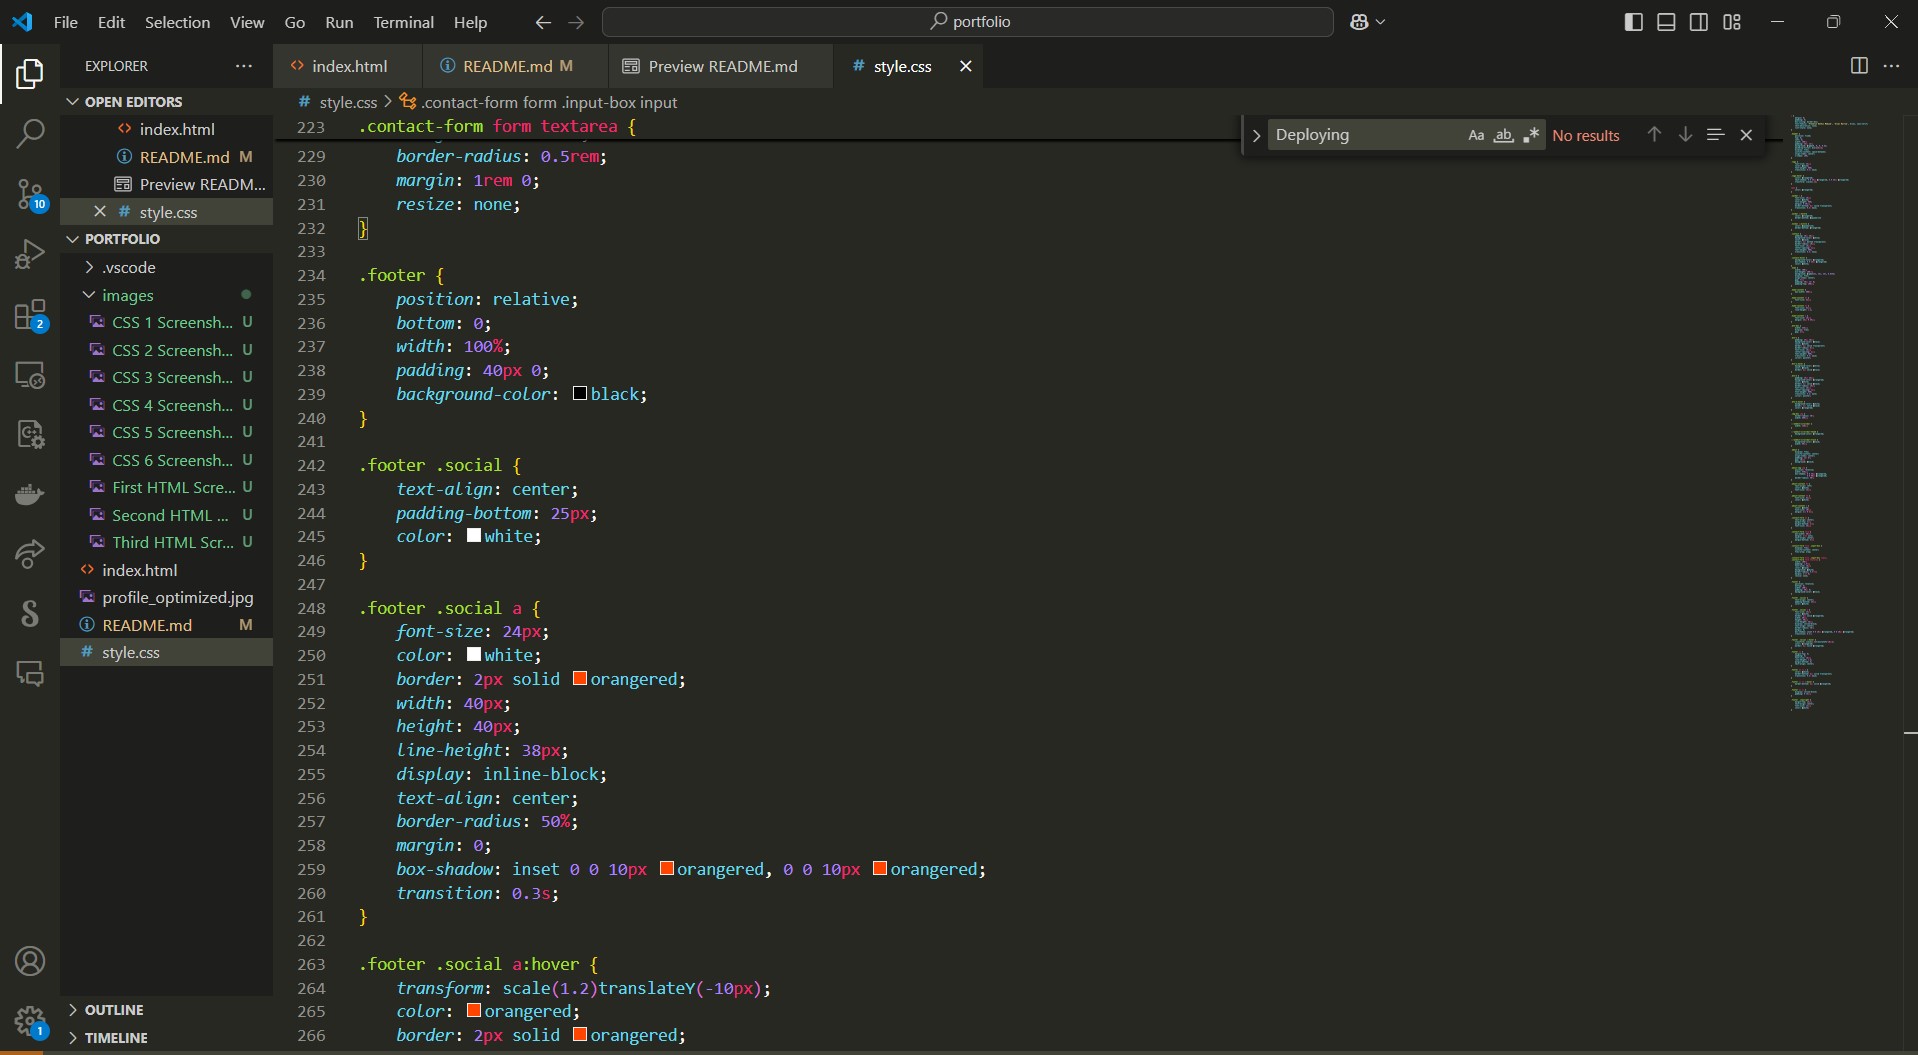 File Edit Selection View Go Run Terminal Help
portfolio
EXPLORER
index.html
README.md M
Preview README.md
# style.css
OPEN EDITORS
index.html
README.md M
Preview READM...
# style.css
PORTFOLIO
.vscode
images
CSS 1 Screensh... U
CSS 2 Screensh... U
CSS 3 Screensh... U
CSS 4 Screensh... U
CSS 5 Screensh... U
CSS 6 Screensh... U
First HTML Scre... U
Second HTML ... U
Third HTML Scr... U
index.html
profile_optimized.jpg
README.md M
# style.css
OUTLINE
TIMELINE
10
2
1
# style.css > .contact-form form .input-box input
Deploying Aa ab No results
223 .contact-form form textarea {
229 border-radius: 0.5rem;
230 margin: 1rem 0;
231 resize: none;
232 }
233
234 .footer {
235 position: relative;
236 bottom: 0;
237 width: 100%;
238 padding: 40px 0;
239 background-color: black;
240 }
241
242 .footer .social {
243 text-align: center;
244 padding-bottom: 25px;
245 color: white;
246 }
247
248 .footer .social a {
249 font-size: 24px;
250 color: white;
251 border: 2px solid orangered;
252 width: 40px;
253 height: 40px;
254 line-height: 38px;
255 display: inline-block;
256 text-align: center;
257 border-radius: 50%;
258 margin: 0;
259 box-shadow: inset 0 0 10px orangered, 0 0 10px orangered;
260 transition: 0.3s;
261 }
262
263 .footer .social a:hover {
264 transform: scale(1.2)translateY(-10px);
265 color: orangered;
266 border: 2px solid orangered;